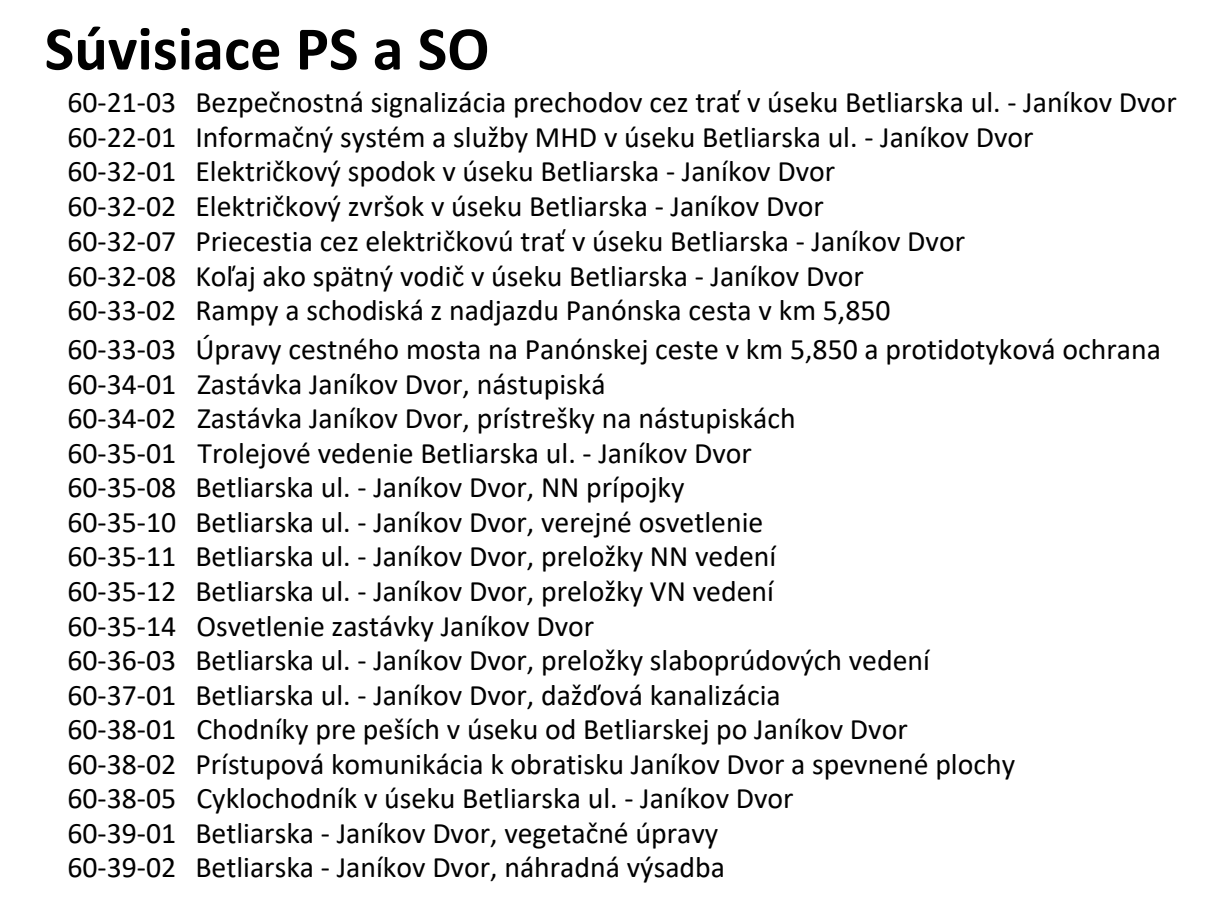 Súvisiace PS a SO
60-21-03 Bezpečnostná signalizácia prechodov cez trať v úseku Betliarska ul. - Janíkov Dvor
60-22-01 Informačný systém a služby MHD v úseku Betliarska ul. - Janíkov Dvor
60-32-01 Električkový spodok v úseku Betliarska - Janíkov Dvor
60-32-02 Električkový zvršok v úseku Betliarska - Janíkov Dvor
60-32-07 Priecestia cez električkovú trať v úseku Betliarska - Janíkov Dvor
60-32-08 Koľaj ako spätný vodič v úseku Betliarska - Janíkov Dvor
60-33-02 Rampy a schodiská z nadjazdu Panónska cesta v km 5,850
60-33-03 Úpravy cestného mosta na Panónskej ceste v km 5,850 a protidotyková ochrana
60-34-01 Zastávka Janíkov Dvor, nástupiská
60-34-02 Zastávka Janíkov Dvor, prístrešky na nástupiskách
60-35-01 Trolejové vedenie Betliarska ul. - Janíkov Dvor
60-35-08 Betliarska ul. - Janíkov Dvor, NN prípojky
60-35-10 Betliarska ul. - Janíkov Dvor, verejné osvetlenie
60-35-11 Betliarska ul. - Janíkov Dvor, preložky NN vedení
60-35-12 Betliarska ul. - Janíkov Dvor, preložky VN vedení
60-35-14 Osvetlenie zastávky Janíkov Dvor
60-36-03 Betliarska ul. - Janíkov Dvor, preložky slaboprúdových vedení
60-37-01 Betliarska ul. - Janíkov Dvor, dažďová kanalizácia
60-38-01 Chodníky pre peších v úseku od Betliarskej po Janíkov Dvor
60-38-02 Prístupová komunikácia k obratisku Janíkov Dvor a spevnené plochy
60-38-05 Cyklochodník v úseku Betliarska ul. - Janíkov Dvor
60-39-01 Betliarska - Janíkov Dvor, vegetačné úpravy
60-39-02 Betliarska - Janíkov Dvor, náhradná výsadba